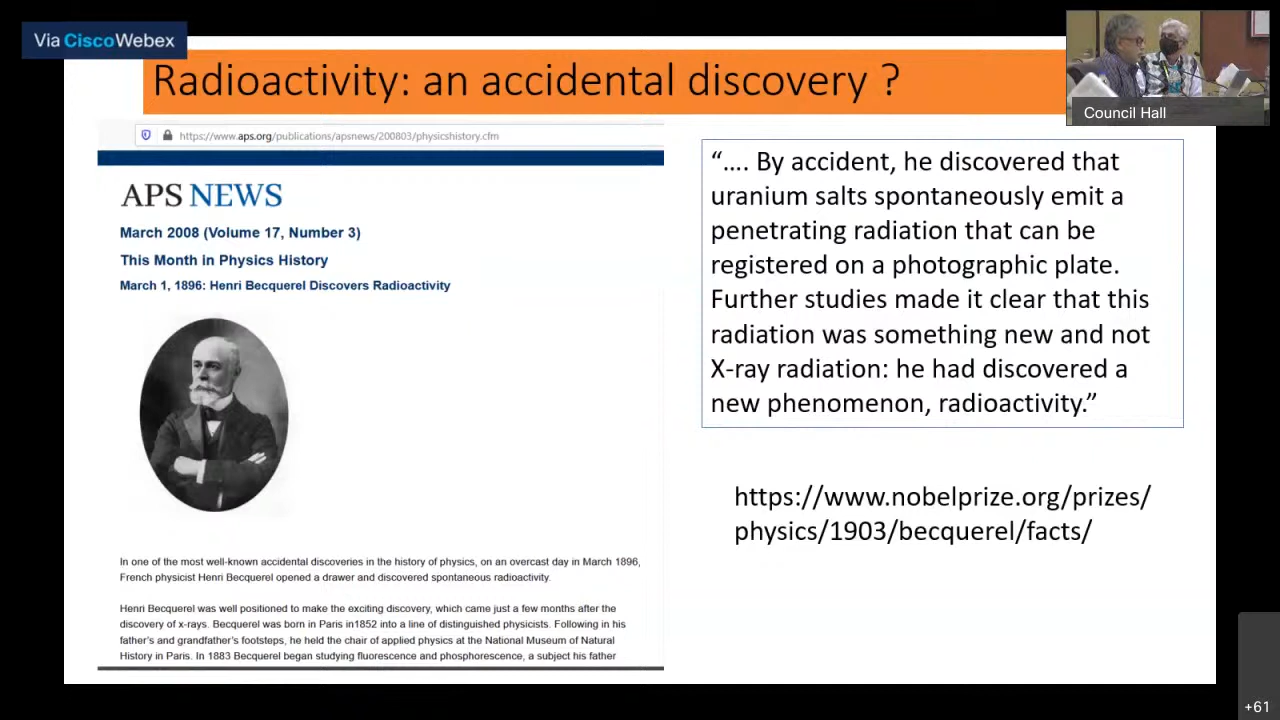 Via CiscoWebex
Radioactivity: an accidental discovery ?
Council Hall
https://www.aps.org/publications/apsnews/200803/physicshistory.cfm
APS NEWS
March 2008 (Volume 17, Number 3)
This Month in Physics History
March 1, 1896: Henri Becquerel Discovers Radioactivity
In one of the most well-known accidental discoveries in the history of physics, on an overcast day in March 1896,
French physicist Henri Becquerel opened a drawer and discovered spontaneous radioactivity.
Henri Becquerel was well positioned to make the exciting discovery, which came just a few months after the
discovery of x-rays. Becquerel was born in Paris in1852 into a line of distinguished physicists. Following in his
father's and grandfather's footsteps, he held the chair of applied physics at the National Museum of Natural
History in Paris. In 1883 Becquerel began studying fluorescence and phosphorescence, a subject his father
“.... By accident, he discovered that
uranium salts spontaneously emit a
penetrating radiation that can be
registered on a photographic plate.
Further studies made it clear that this
radiation was something new and not
X-ray radiation: he had discovered a
new phenomenon, radioactivity.”
https://www.nobelprize.org/prizes/
physics/1903/becquerel/facts/
+61